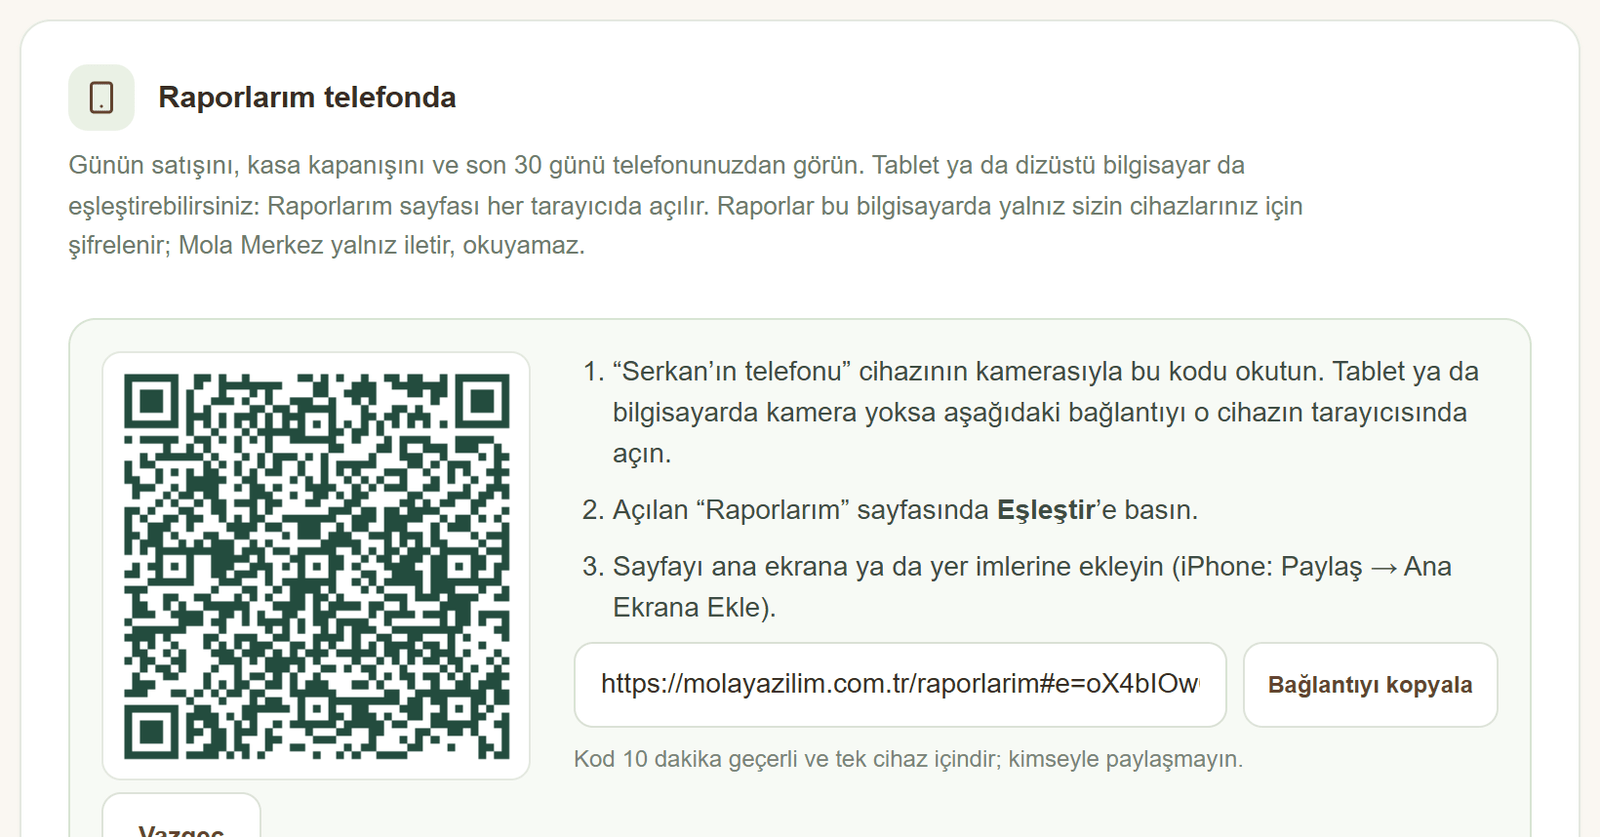 Raporlarım telefonda
Günün satışını, kasa kapanışını ve son 30 günü telefonunuzdan görün. Tablet ya da dizüstü bilgisayar da
eşleştirebilirsiniz: Raporlarım sayfası her tarayıcıda açılır. Raporlar bu bilgisayarda yalnız sizin cihazlarınız için
şifrelenir; Mola Merkez yalnız iletir, okuyamaz.
1. “Serkan’ın telefonu” cihazının kamerasıyla bu kodu okutun. Tablet ya da
bilgisayarda kamera yoksa aşağıdaki bağlantıyı o cihazın tarayıcısında
açın.
2. Açılan “Raporlarım” sayfasında Eşleştir’e basın.
3. Sayfayı ana ekrana ya da yer imlerine ekleyin (iPhone: Paylaş → Ana
Ekrana Ekle).
https://molayazilim.com.tr/raporlarim#e=oX4bIOw
Bağlantıyı kopyala
Kod 10 dakika geçerli ve tek cihaz içindir; kimseyle paylaşmayın.
Vazgeç